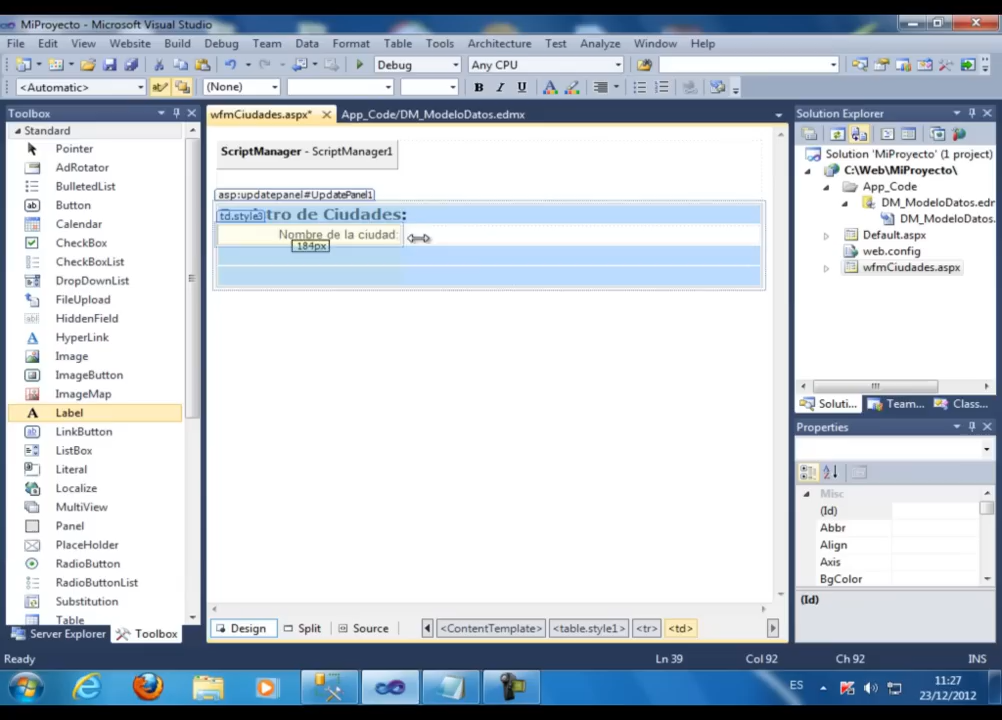 MiProyecto - Microsoft Visual Studio
File Edit View Website Build Debug Team Data Format Table Tools Architecture Test Analyze Window Help
Debug Any CPU
<Automatic> (None)
Toolbox
wfmCiudades.aspx* App_Code/DM_ModeloDatos.edmx
Solution Explorer
Standard
Pointer
AdRotator
BulletedList
Button
Calendar
CheckBox
CheckBoxList
DropDownList
FileUpload
HiddenField
HyperLink
Image
ImageButton
ImageMap
Label
LinkButton
ListBox
Literal
Localize
MultiView
Panel
PlaceHolder
RadioButton
RadioButtonList
Substitution
Table
Server Explorer Toolbox
ScriptManager - ScriptManager1
asp:updatepanel#UpdatePanel1
td.style3 tro de Ciudades:
Nombre de la ciudad:
184px
Design Split Source <ContentTemplate> <table.style1> <tr> <td>
Solution 'MiProyecto' (1 project)
C:\Web\MiProyecto\
App_Code
DM_ModeloDatos.edr
DM_ModeloDatos.
Default.aspx
web.config
wfmCiudades.aspx
Soluti... Team... Class...
Properties
Misc
(Id)
Abbr
Align
Axis
BgColor
(Id)
Ready Ln 39 Col 92 Ch 92 INS
ES 11:27
23/12/2012